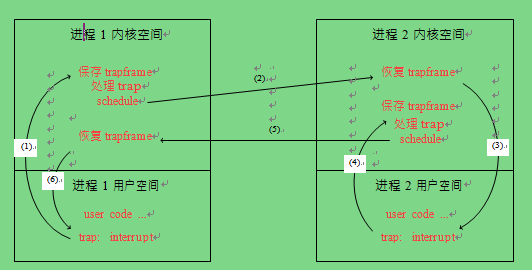 进程 1 内核空间
保存 trapframe
处理 trap
schedule
恢复 trapframe
(1)
(6)
进程 1 用户空间
user code ...
trap: interrupt
(2)
(5)
进程 2 内核空间
恢复 trapframe
保存 trapframe
处理 trap
schedule
(3)
(4)
进程 2 用户空间
user code ...
trap: interrupt